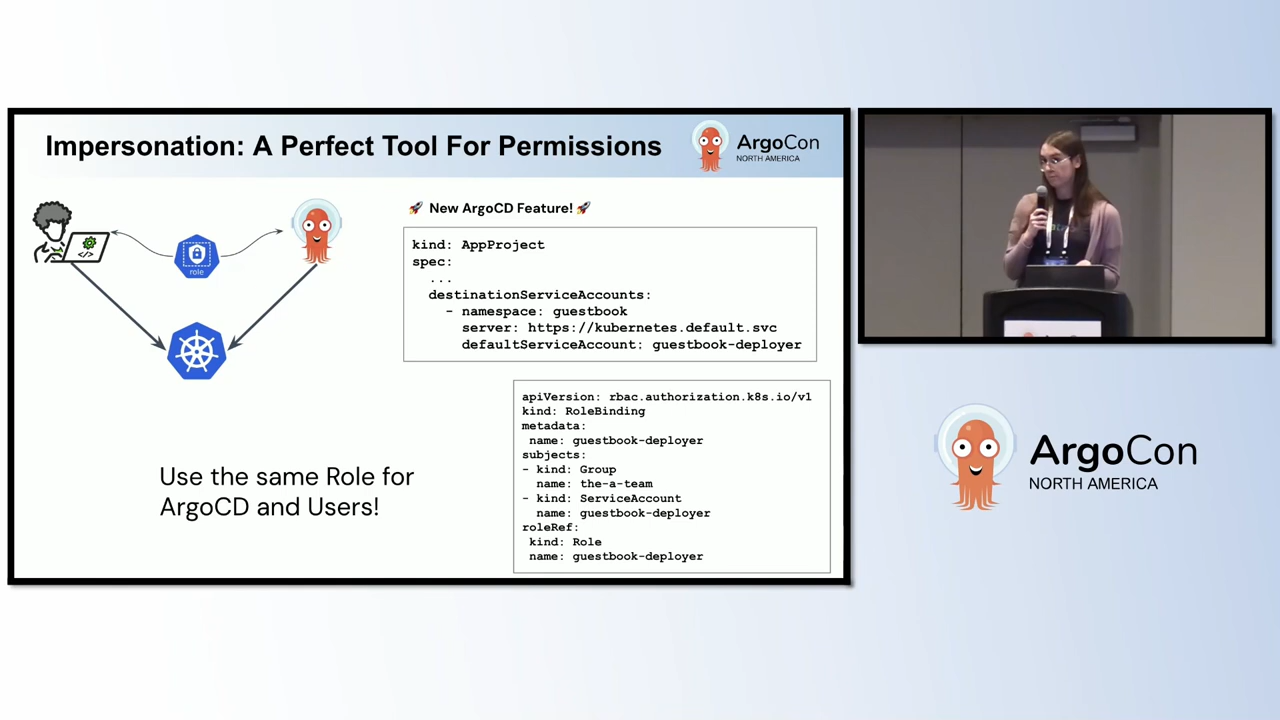 Impersonation: A Perfect Tool For Permissions
ArgoCon
NORTH AMERICA
role
</>
Use the same Role for
ArgoCD and Users!
🚀 New ArgoCD Feature! 🚀
kind: AppProject
spec:
...
destinationServiceAccounts:
- namespace: guestbook
server: https://kubernetes.default.svc
defaultServiceAccount: guestbook-deployer
apiVersion: rbac.authorization.k8s.io/v1
kind: RoleBinding
metadata:
name: guestbook-deployer
subjects:
- kind: Group
name: the-a-team
- kind: ServiceAccount
name: guestbook-deployer
roleRef:
kind: Role
name: guestbook-deployer
ArgoCon
NORTH AMERICA